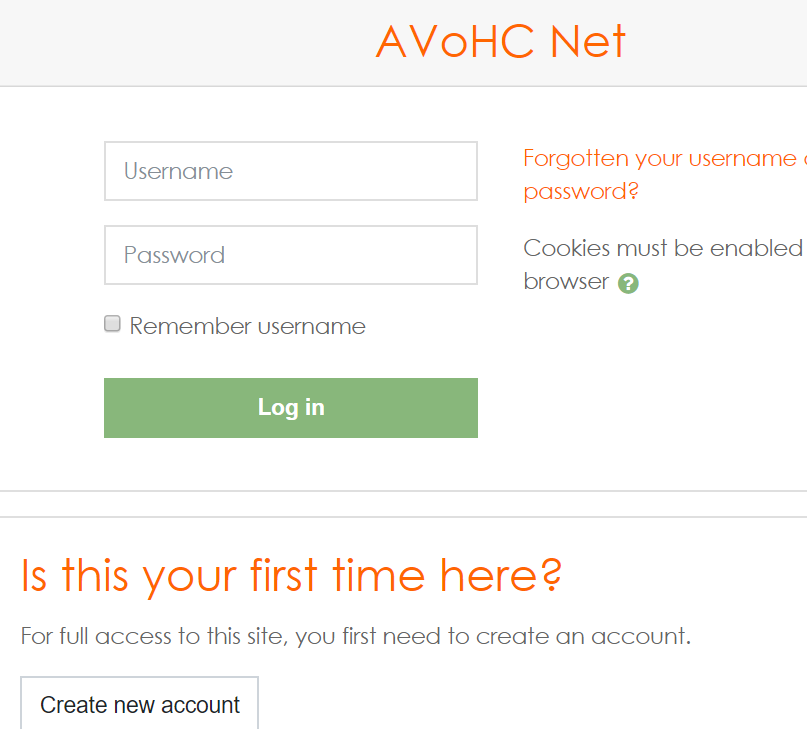 AVoHC Net
Username
Forgotten your username
password?
Password
Cookies must be enabled
browser ?
Remember username
Log in
Is this your first time here?
For full access to this site, you first need to create an account.
Create new account